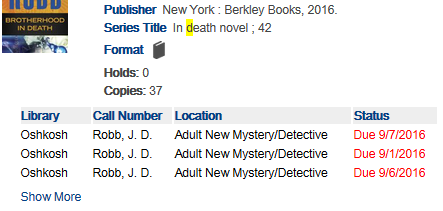 ROBB
BROTHERHOOD
IN DEATH
Publisher New York : Berkley Books, 2016.
Series Title In death novel ; 42
Format
Holds: 0
Copies: 37
Library Call Number Location Status
Oshkosh Robb, J. D. Adult New Mystery/Detective Due 9/7/2016
Oshkosh Robb, J. D. Adult New Mystery/Detective Due 9/1/2016
Oshkosh Robb, J. D. Adult New Mystery/Detective Due 9/6/2016
Show More